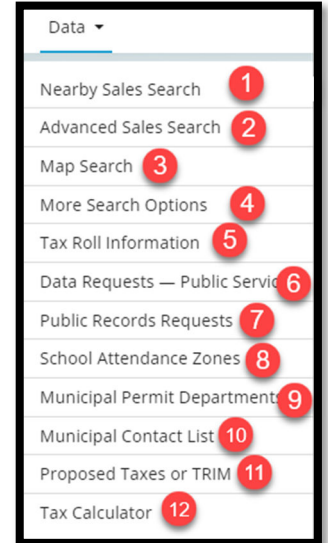 Data
Nearby Sales Search 1
Advanced Sales Search 2
Map Search 3
More Search Options 4
Tax Roll Information 5
Data Requests — Public Servic 6
Public Records Requests 7
School Attendance Zones 8
Municipal Permit Departments 9
Municipal Contact List 10
Proposed Taxes or TRIM 11
Tax Calculator 12